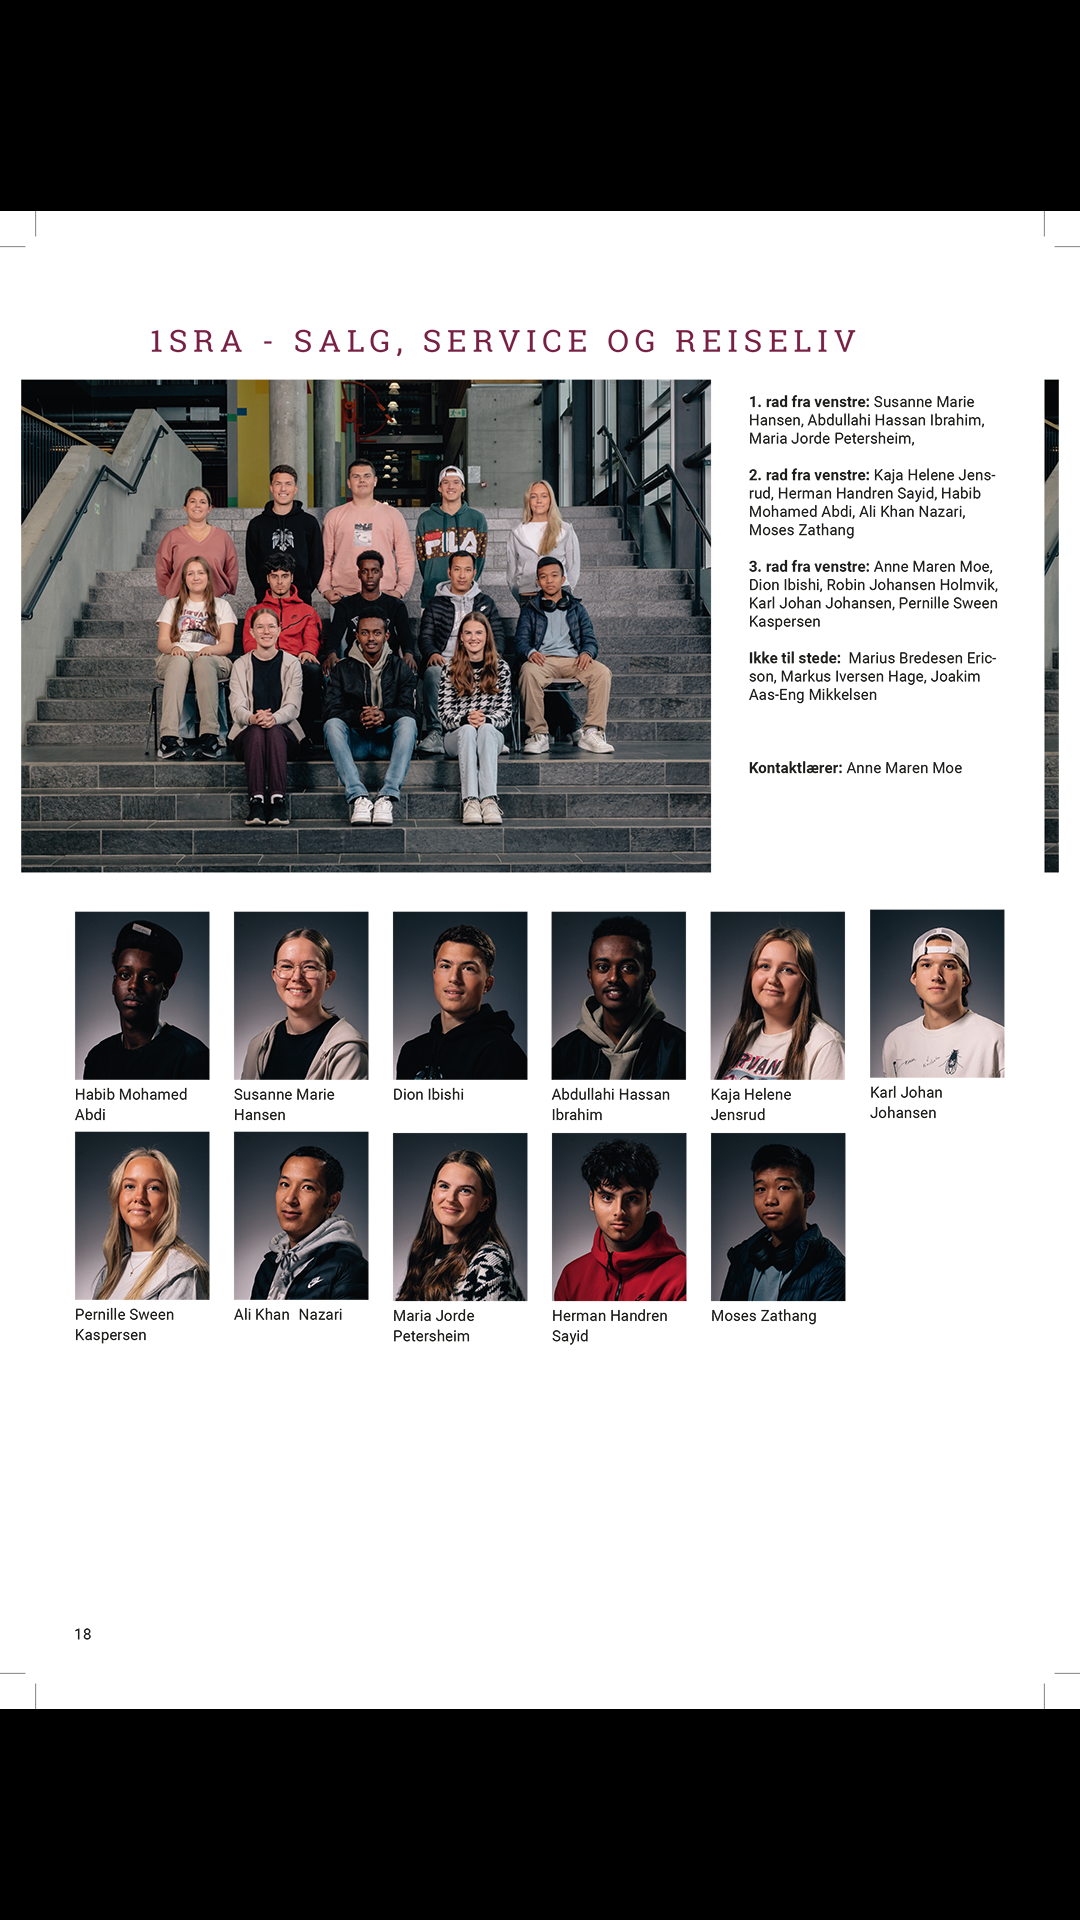 1SRA - SALG, SERVICE OG REISELIV
1. rad fra venstre: Susanne Marie
Hansen, Abdullahi Hassan Ibrahim,
Maria Jorde Petersheim,
2. rad fra venstre: Kaja Helene Jens-
rud, Herman Handren Sayid, Habib
Mohamed Abdi, Ali Khan Nazari,
Moses Zathang
3. rad fra venstre: Anne Maren Moe,
Dion Ibishi, Robin Johansen Holmvik,
Karl Johan Johansen, Pernille Sween
Kaspersen
Ikke til stede:  Marius Bredesen Eric-
son, Markus Iversen Hage, Joakim
Aas-Eng Mikkelsen
Kontaktlærer: Anne Maren Moe
FILA
RVAN
Habib Mohamed
Abdi
Susanne Marie
Hansen
Dion Ibishi
Abdullahi Hassan
Ibrahim
Kaja Helene
Jensrud
Karl Johan
Johansen
Pernille Sween
Kaspersen
Ali Khan  Nazari
Maria Jorde
Petersheim
Herman Handren
Sayid
Moses Zathang
18